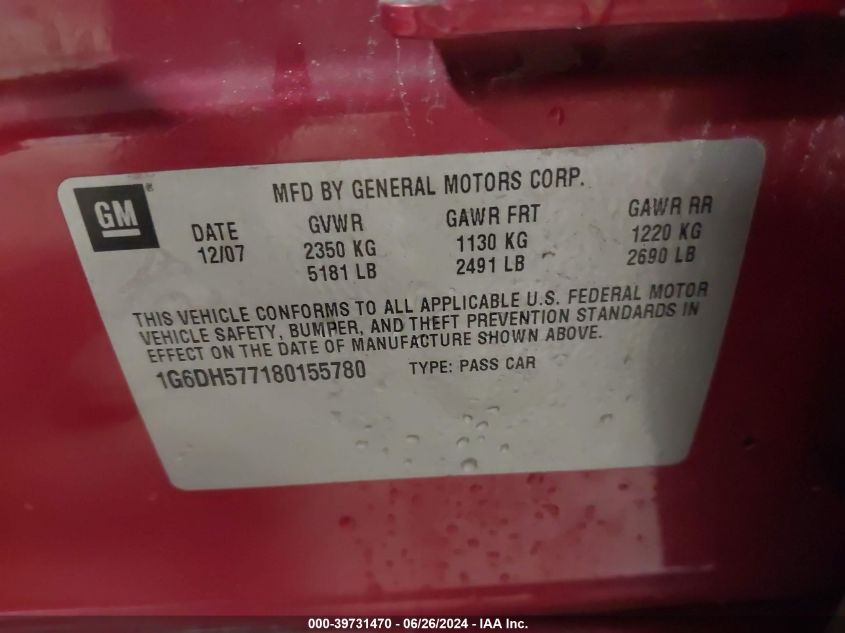 GM®
MFD BY GENERAL MOTORS CORP.
DATE GVWR GAWR FRT GAWR RR
12/07 2350 KG 1130 KG 1220 KG
5181 LB 2491 LB 2690 LB
THIS VEHICLE CONFORMS TO ALL APPLICABLE U.S. FEDERAL MOTOR
VEHICLE SAFETY, BUMPER, AND THEFT PREVENTION STANDARDS IN
EFFECT ON THE DATE OF MANUFACTURE SHOWN ABOVE.
1G6DH577180155780 TYPE: PASS CAR
000-39731470 - 06/26/2024 - IAA Inc.